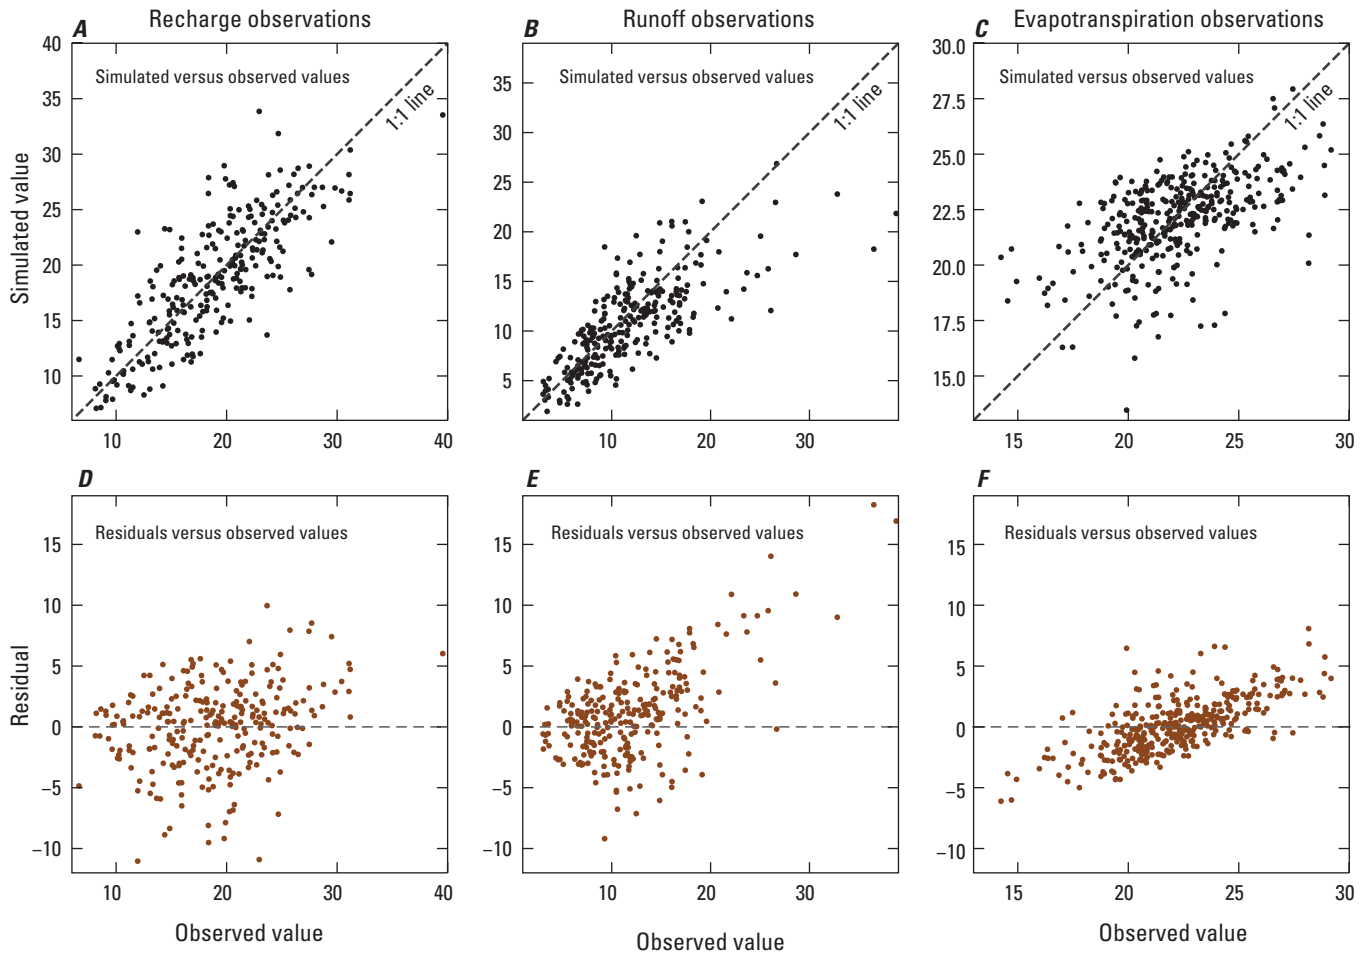 A Recharge observations
B Runoff observations
C Evapotranspiration observations
Simulated versus observed values
1:1 line
40
35
30
25
20
15
10
10 20 30 40
Simulated value
Simulated versus observed values
1:1 line
35
30
25
20
15
10
5
10 20 30
Simulated versus observed values
1:1 line
30.0
27.5
25.0
22.5
20.0
17.5
15.0
15 20 25 30
D
Residuals versus observed values
15
10
5
0
−5
−10
10 20 30 40
Residual
Observed value
E
Residuals versus observed values
15
10
5
0
−5
−10
10 20 30
Observed value
F
Residuals versus observed values
15
10
5
0
−5
−10
15 20 25 30
Observed value